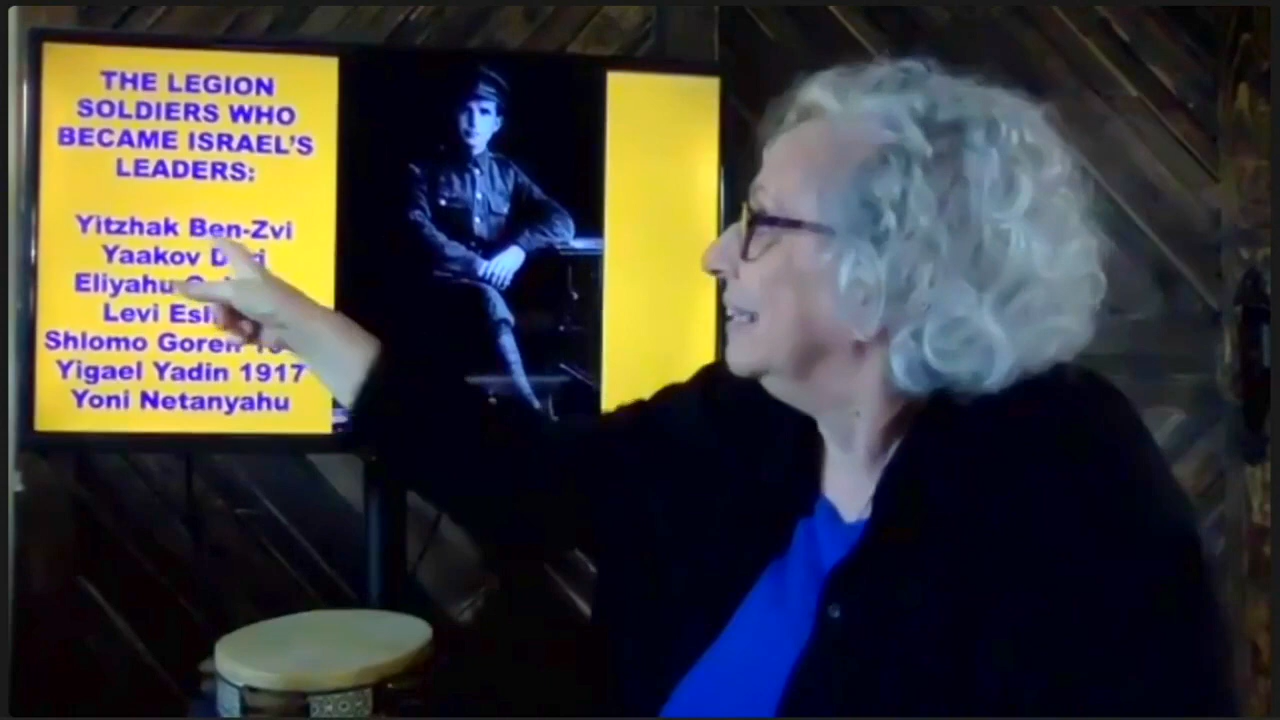 THE LEGION
SOLDIERS WHO
BECAME ISRAEL'S
LEADERS:
Yitzhak Ben-Zvi
Yaakov
Eliyahu
Levi
Shlomo Goren
Yigael Yadin 1917
Yoni Netanyahu